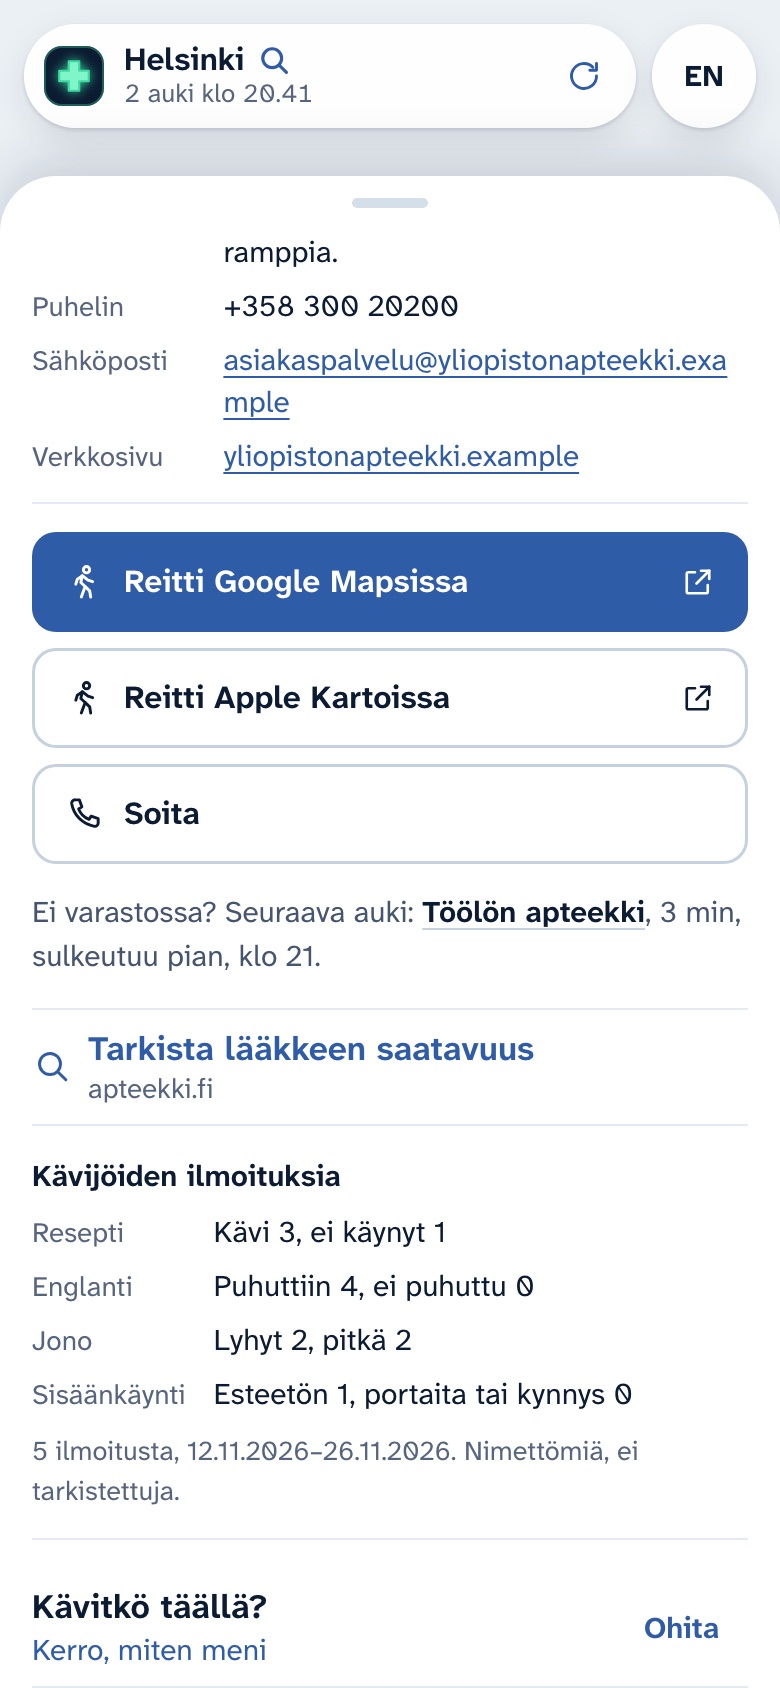 Helsinki
2 auki klo 20.41
EN
ramppia.
Puhelin +358 300 20200
Sähköposti asiakaspalvelu@yliopistonapteekki.exa
mple
Verkkosivu yliopistonapteekki.example
Reitti Google Mapsissa
Reitti Apple Kartoissa
Soita
Ei varastossa? Seuraava auki: Töölön apteekki, 3 min,
sulkeutuu pian, klo 21.
Tarkista lääkkeen saatavuus
apteekki.fi
Kävijöiden ilmoituksia
Resepti Kävi 3, ei käynyt 1
Englanti Puhuttiin 4, ei puhuttu 0
Jono Lyhyt 2, pitkä 2
Sisäänkäynti Esteetön 1, portaita tai kynnys 0
5 ilmoitusta, 12.11.2026–26.11.2026. Nimettömiä, ei
tarkistettuja.
Kävitkö täällä?
Kerro, miten meni
Ohita